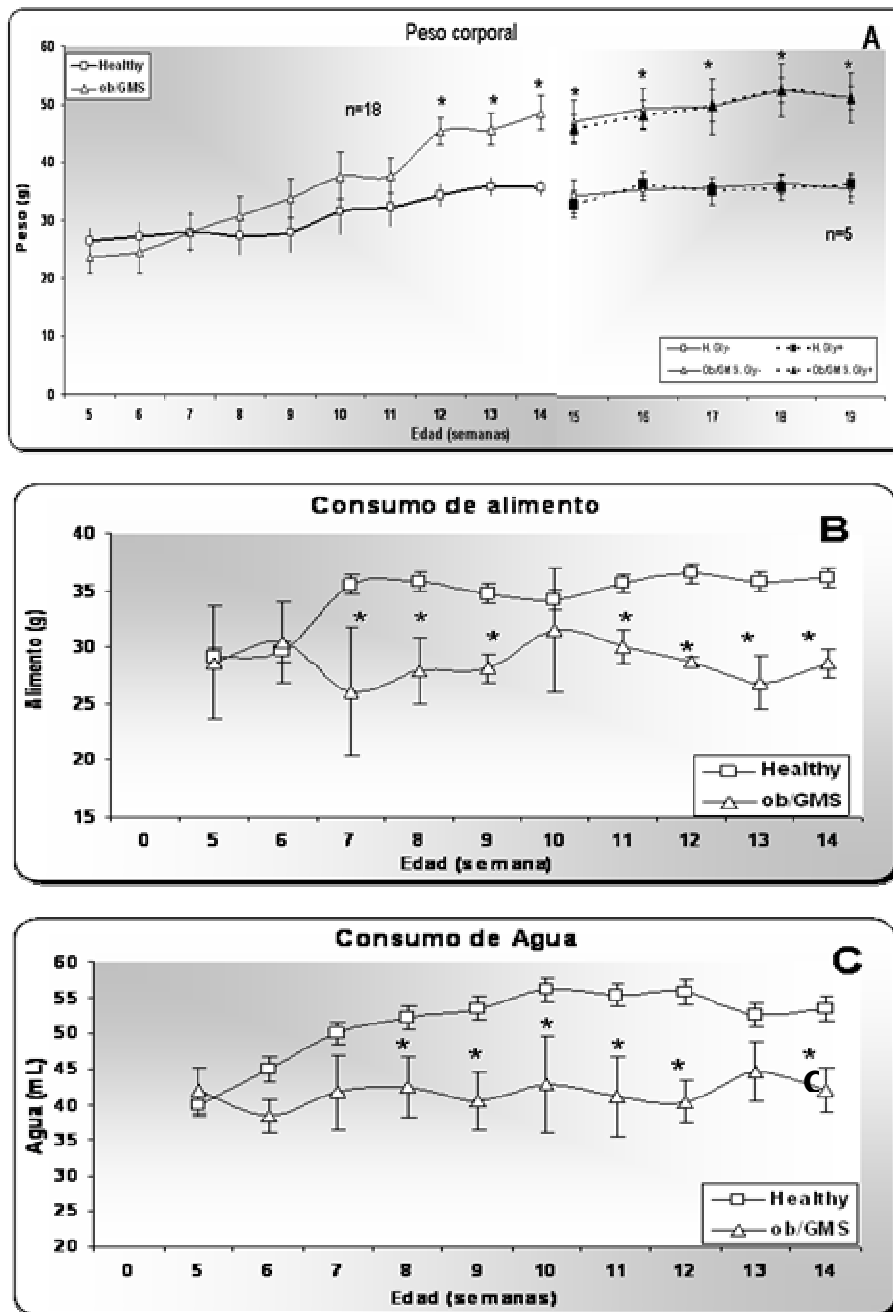 Peso corporal
A
60
50
40
30
20
10
0
Peso (g)
Healthy
ob/GMS
n=18
* * * * * * * *
n=5
H. Gly- H. Gly+
Ob/GMS. Gly- Ob/GMS. Gly+
5 6 7 8 9 10 11 12 13 14 15 16 17 18 19
Edad (semanas)
Consumo de alimento
B
40
35
30
25
20
15
Alimento (g)
* * * * * * *
Healthy
ob/GMS
0 5 6 7 8 9 10 11 12 13 14
Edad (semana)
Consumo de Agua
C
60
55
50
45
40
35
30
25
20
Agua (mL)
* * * * * *
C
Healthy
ob/GMS
0 5 6 7 8 9 10 11 12 13 14
Edad (semanas)